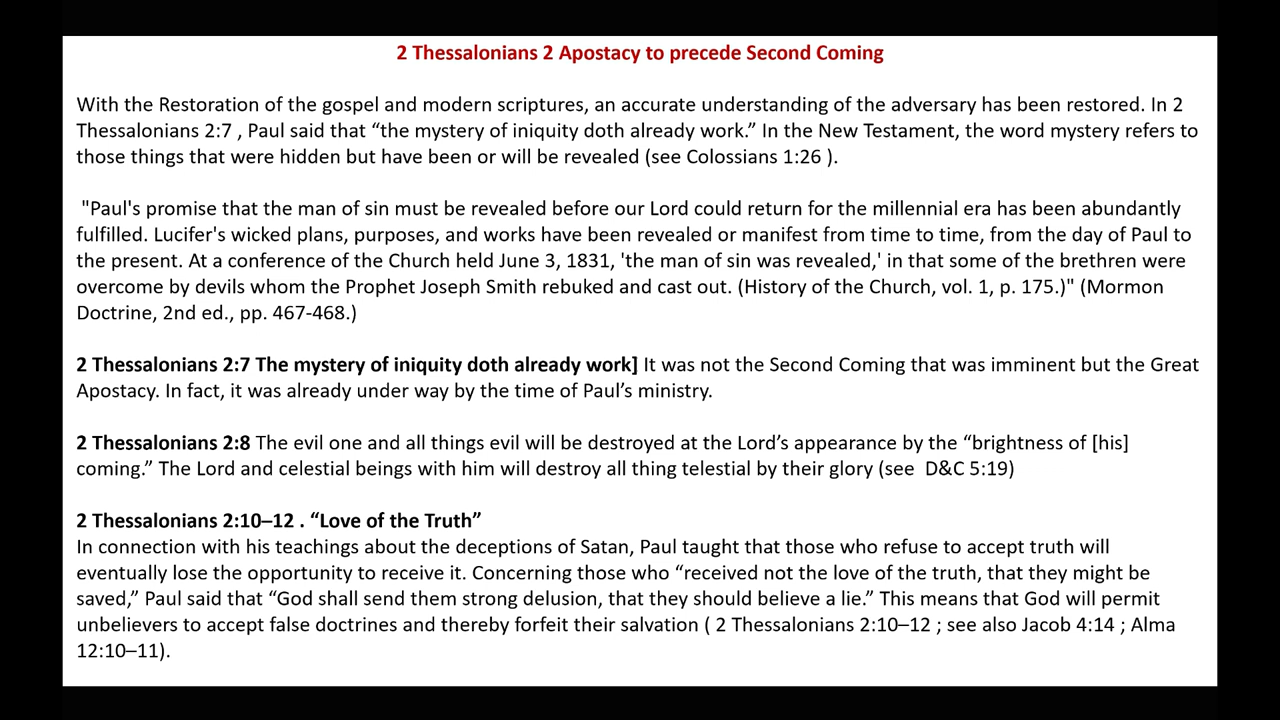 2 Thessalonians 2 Apostacy to precede Second Coming
With the Restoration of the gospel and modern scriptures, an accurate understanding of the adversary has been restored. In 2
Thessalonians 2:7 , Paul said that “the mystery of iniquity doth already work.” In the New Testament, the word mystery refers to
those things that were hidden but have been or will be revealed (see Colossians 1:26 ).
"Paul's promise that the man of sin must be revealed before our Lord could return for the millennial era has been abundantly
fulfilled. Lucifer's wicked plans, purposes, and works have been revealed or manifest from time to time, from the day of Paul to
the present. At a conference of the Church held June 3, 1831, 'the man of sin was revealed,' in that some of the brethren were
overcome by devils whom the Prophet Joseph Smith rebuked and cast out. (History of the Church, vol. 1, p. 175.)" (Mormon
Doctrine, 2nd ed., pp. 467-468.)
2 Thessalonians 2:7 The mystery of iniquity doth already work] It was not the Second Coming that was imminent but the Great
Apostacy. In fact, it was already under way by the time of Paul’s ministry.
2 Thessalonians 2:8 The evil one and all things evil will be destroyed at the Lord’s appearance by the “brightness of [his]
coming.” The Lord and celestial beings with him will destroy all thing telestial by their glory (see  D&C 5:19)
2 Thessalonians 2:10–12 . “Love of the Truth”
In connection with his teachings about the deceptions of Satan, Paul taught that those who refuse to accept truth will
eventually lose the opportunity to receive it. Concerning those who “received not the love of the truth, that they might be
saved,” Paul said that “God shall send them strong delusion, that they should believe a lie.” This means that God will permit
unbelievers to accept false doctrines and thereby forfeit their salvation ( 2 Thessalonians 2:10–12 ; see also Jacob 4:14 ; Alma
12:10–11).